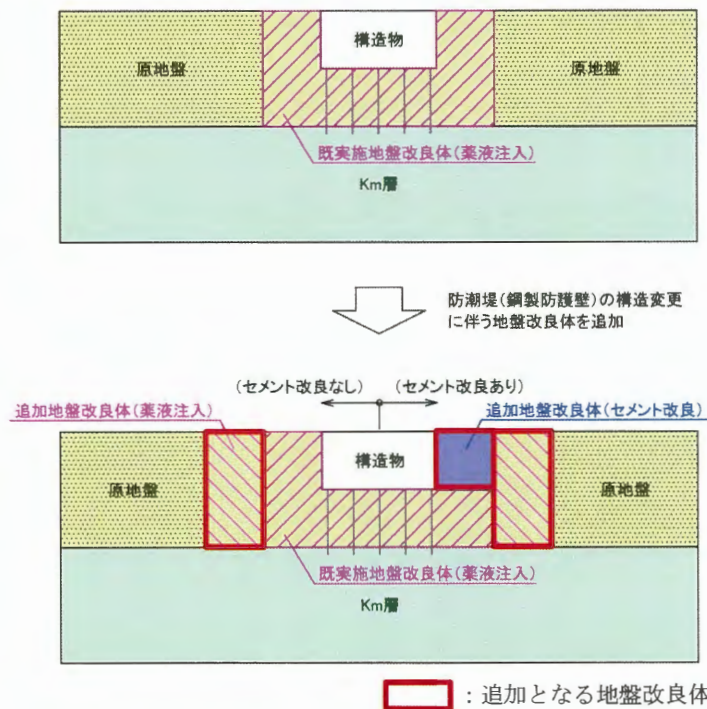 構造物
原地盤
原地盤
既実施地盤改良体(薬液注入)
Km層
防潮堤(鋼製防護壁)の構造変更
に伴う地盤改良体を追加
(セメント改良なし) (セメント改良あり)
追加地盤改良体(薬液注入)
追加地盤改良体(セメント改良)
構造物
原地盤
原地盤
既実施地盤改良体(薬液注入)
Km層
:追加となる地盤改良体